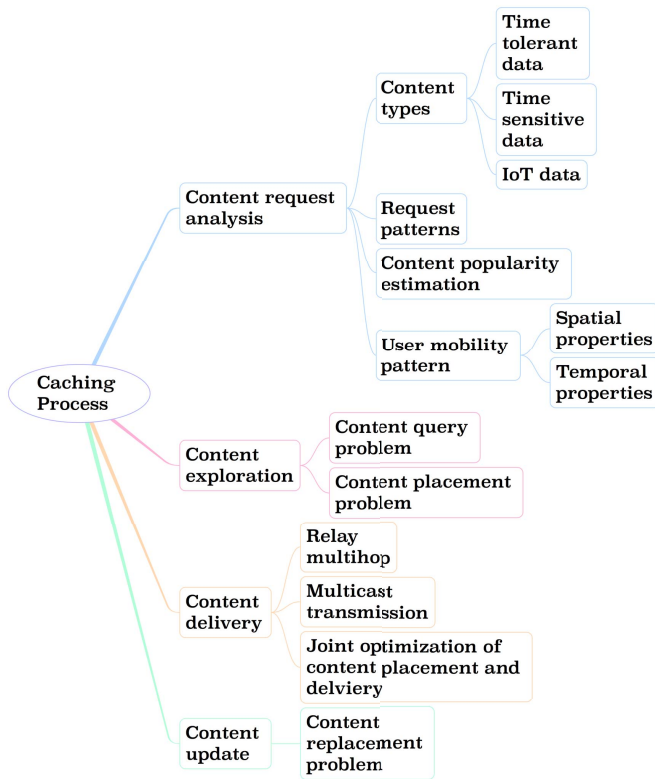 Caching
Process
Content request
analysis
Content
types
Time
tolerant
data
Time
sensitive
data
IoT data
Request
patterns
Content popularity
estimation
User mobility
pattern
Spatial
properties
Temporal
properties
Content
exploration
Content query
problem
Content placement
problem
Content
delivery
Relay
multihop
Multicast
transmission
Joint optimization of
content placement and
delviery
Content
update
Content
replacement
problem